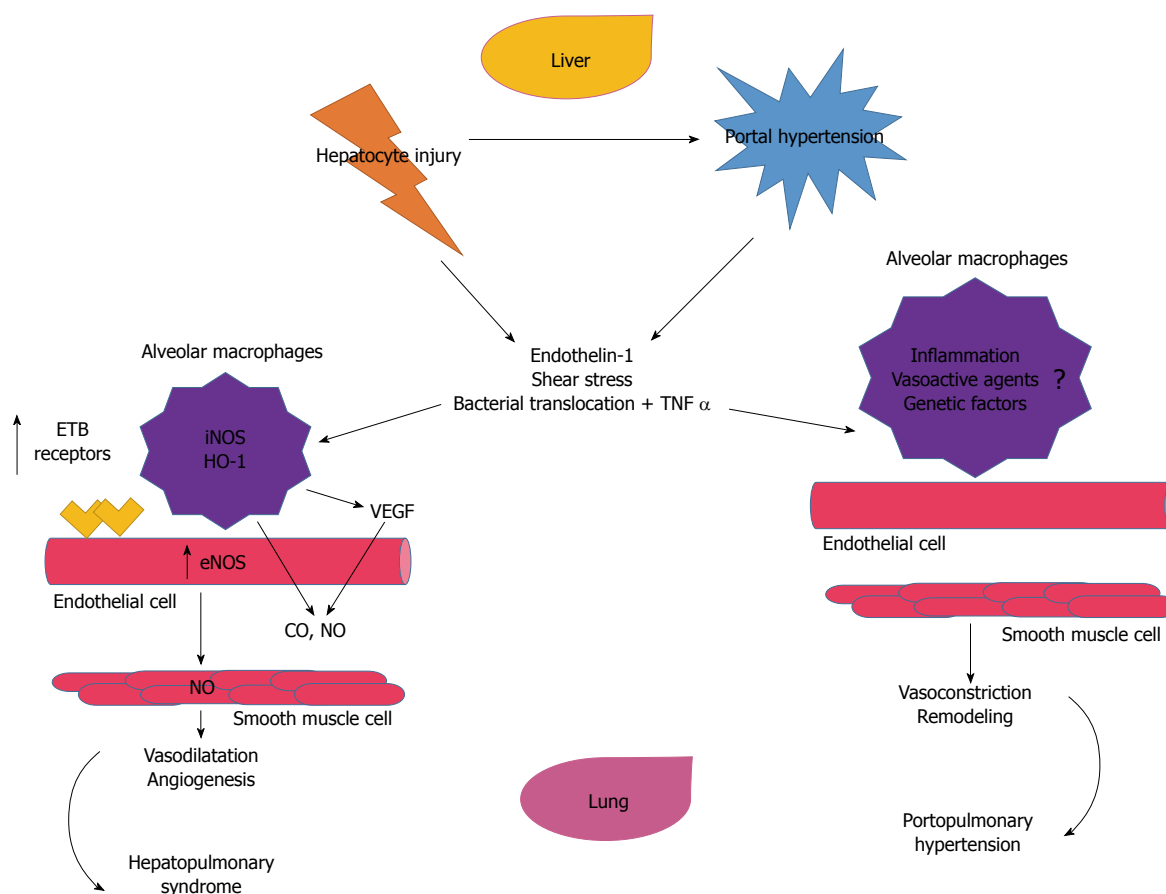 Liver
Hepatocyte injury
Portal hypertension
Endothelin-1
Shear stress
Bacterial translocation + TNF α
Alveolar macrophages
iNOS
HO-1
ETB
receptors
VEGF
eNOS
Endothelial cell
CO, NO
NO
Smooth muscle cell
Vasodilatation
Angiogenesis
Hepatopulmonary
syndrome
Alveolar macrophages
Inflammation
Vasoactive agents ?
Genetic factors
Endothelial cell
Smooth muscle cell
Vasoconstriction
Remodeling
Portopulmonary
hypertension
Lung